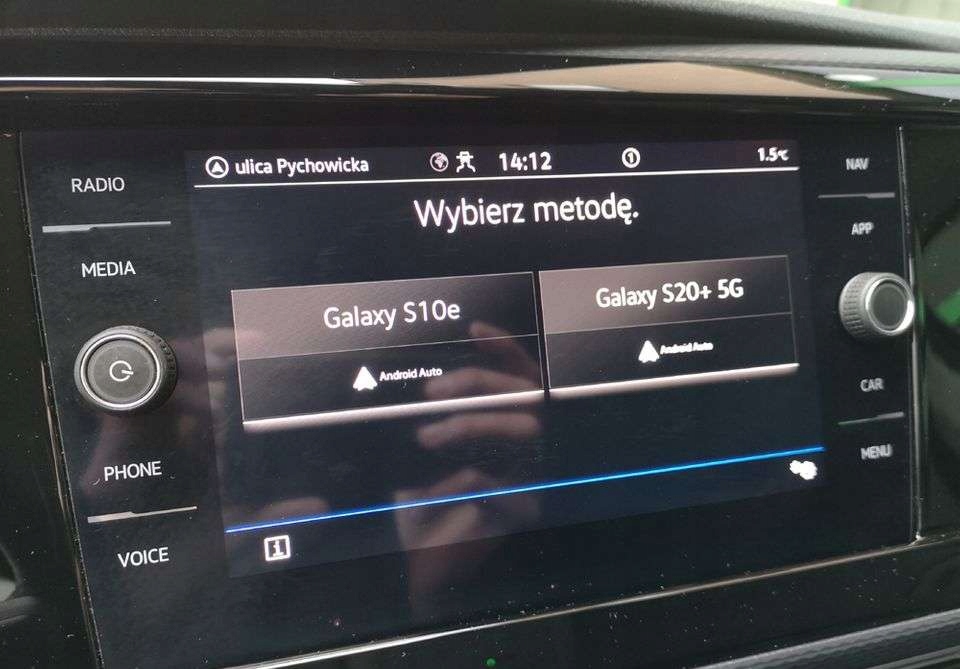 RADIO
MEDIA
PHONE
VOICE
ulica Pychowicka
14:12
1
1.5°C
Wybierz metodę.
Galaxy S10e
Android Auto
Galaxy S20+ 5G
Android Auto
i
NAV
APP
CAR
MENU